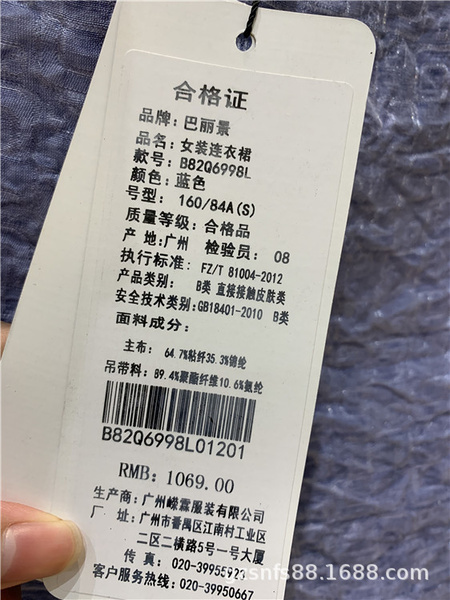 合格证
品牌: 巴丽景
品名: 女装连衣裙
款号: B82Q6998L
颜色: 蓝色
号型: 160/84A(S)
质量等级: 合格品
产 地:广州 检验员: 08
执行标准: FZ/T 81004-2012
产品类别: B类 直接接触皮肤类
安全技术类别:GB18401-2010 B类
面料成分:
主布: 64.7%粘纤35.3%锦纶
吊带料: 89.4%聚酯纤维10.6%氨纶
B82Q6998L01201
RMB: 1069.00
生产商:广州嵘霖服装有限公司
厂 址:广州市番禺区江南村工业区
二区二横路5号一号大厦
传 真: 020-399559
客户服务热线: 020-39950667
snfs88.1688.com